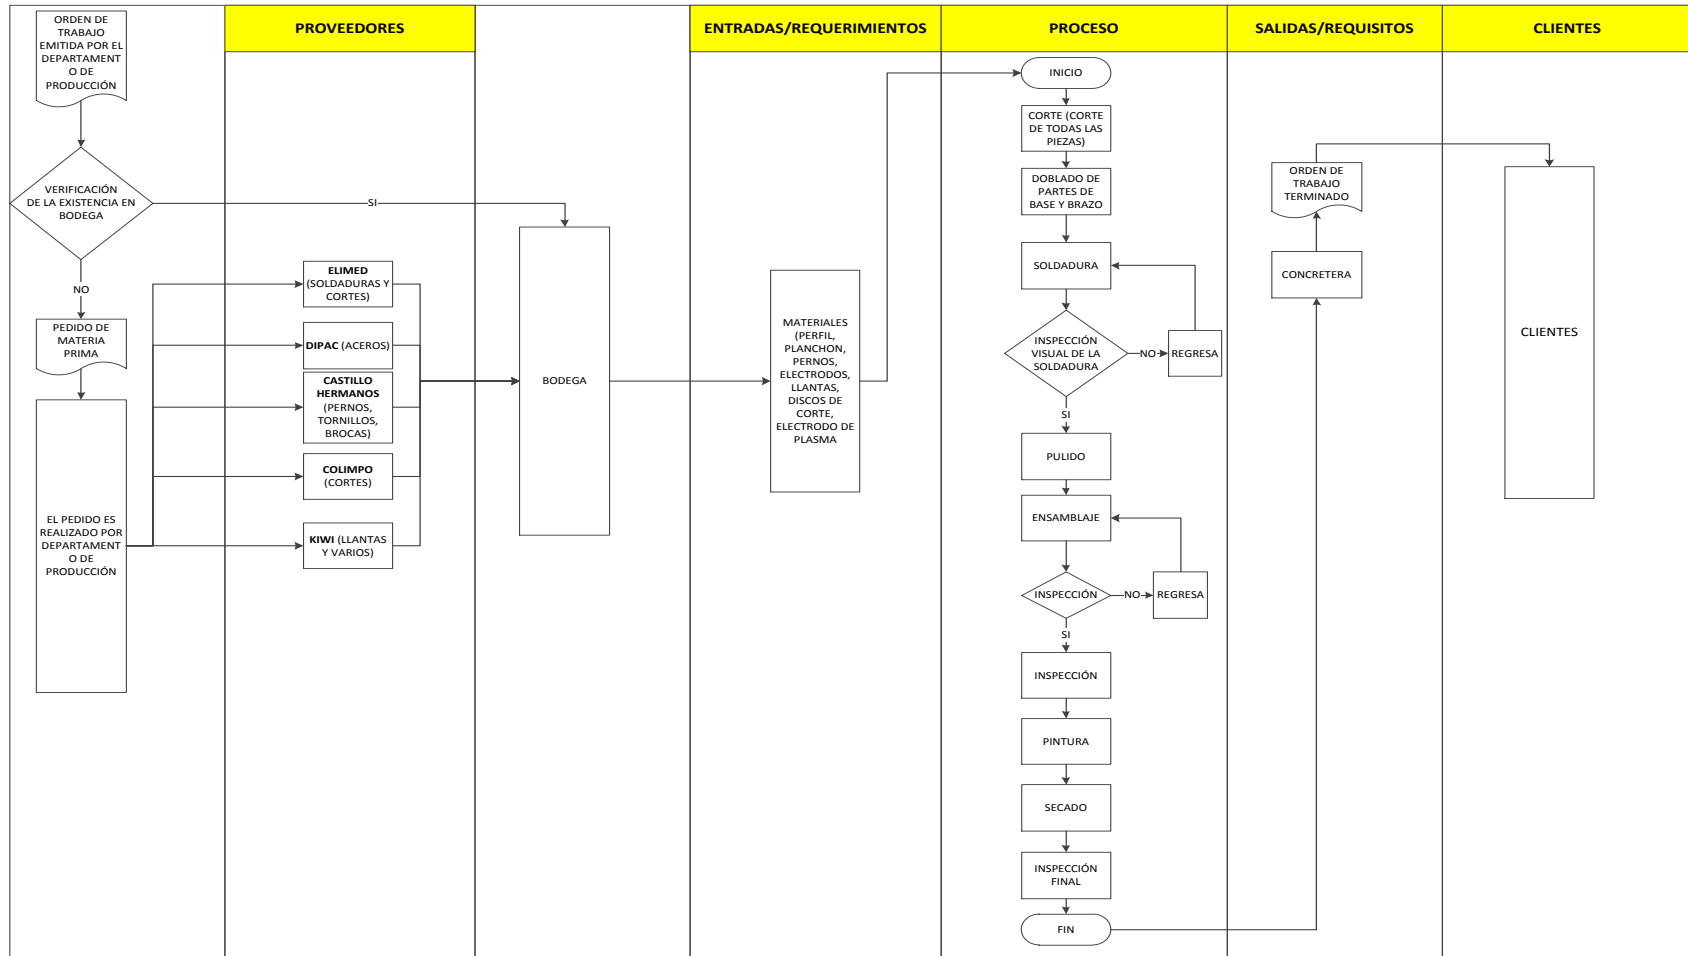 ORDEN DE
TRABAJO
EMITIDA POR EL
DEPARTAMENT
O DE
PRODUCCIÓN
PROVEEDORES
ENTRADAS/REQUERIMIENTOS
PROCESO
SALIDAS/REQUISITOS
CLIENTES
VERIFICACIÓN
DE LA EXISTENCIA EN
BODEGA
SI
NO
PEDIDO DE
MATERIA
PRIMA
EL PEDIDO ES
REALIZADO POR
DEPARTAMENT
O DE
PRODUCCIÓN
ELIMED
(SOLDADURAS Y
CORTES)
DIPAC (ACEROS)
CASTILLO
HERMANOS
(PERNOS,
TORNILLOS,
BROCAS)
COLIMPO
(CORTES)
KIWI (LLANTAS
Y VARIOS)
BODEGA
MATERIALES
(PERFIL,
PLANCHON,
PERNOS,
ELECTRODOS,
LLANTAS,
DISCOS DE
CORTE,
ELECTRODO DE
PLASMA
INICIO
CORTE (CORTE
DE TODAS LAS
PIEZAS)
DOBLADO DE
PARTES DE
BASE Y BRAZO
SOLDADURA
INSPECCIÓN
VISUAL DE LA
SOLDADURA
NO
REGRESA
SI
PULIDO
ENSAMBLAJE
INSPECCIÓN
NO
REGRESA
SI
INSPECCIÓN
PINTURA
SECADO
INSPECCIÓN
FINAL
FIN
ORDEN DE
TRABAJO
TERMINADO
CONCRETERA
CLIENTES